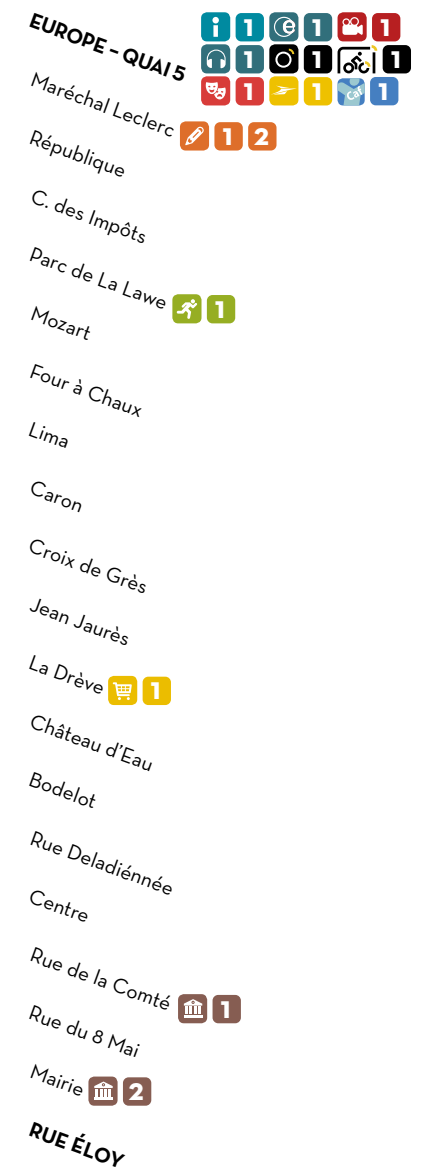 EUROPE – QUAI 5 i 1 e 1 1
1 1 1
1 1 Caf 1
Maréchal Leclerc 1 2
République
C. des Impôts
Parc de La Lawe 1
Mozart
Four à Chaux
Lima
Caron
Croix de Grès
Jean Jaurès
La Drève 1
Château d'Eau
Bodelot
Rue Deladiénnée
Centre
Rue de la Comté 1
Rue du 8 Mai
Mairie 2
RUE ÉLOY